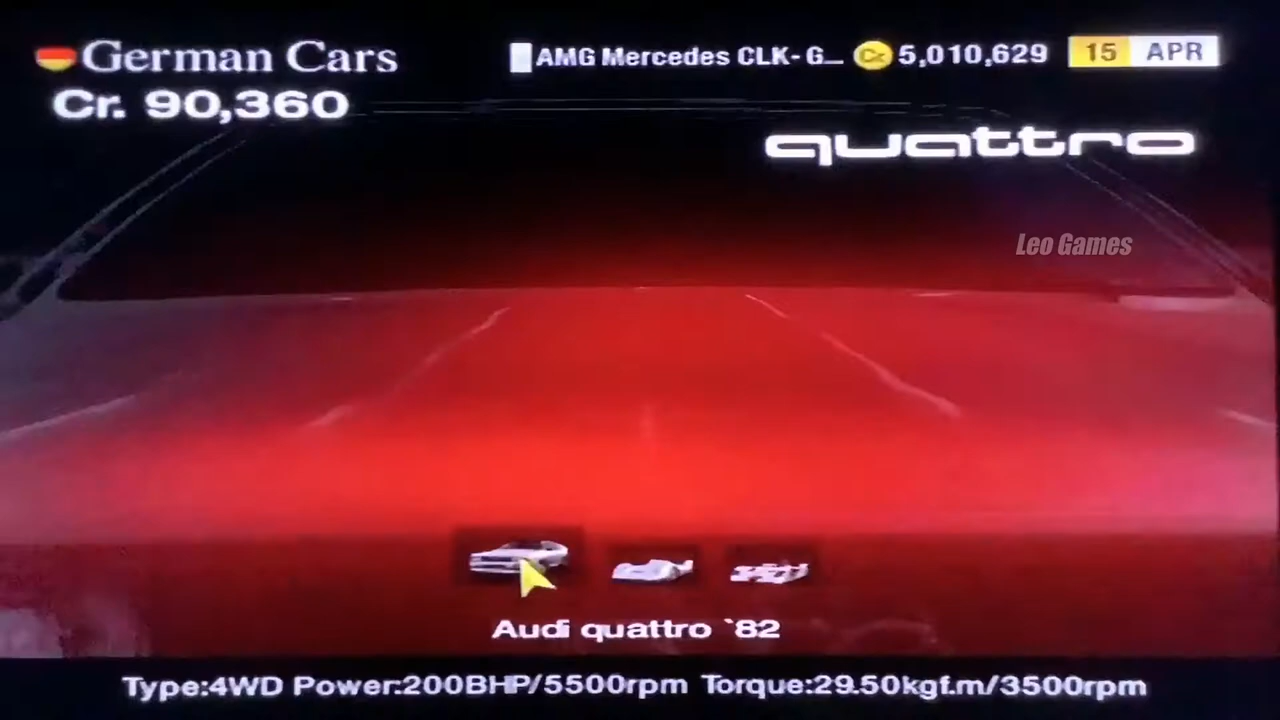 German Cars
AMG Mercedes CLK-G... Cr 5,010,629 15 APR
Cr. 90,360
quattro
Leo Games
Audi quattro `82
Type:4WD Power:200BHP/5500rpm Torque:29.50kgf.m/3500rpm